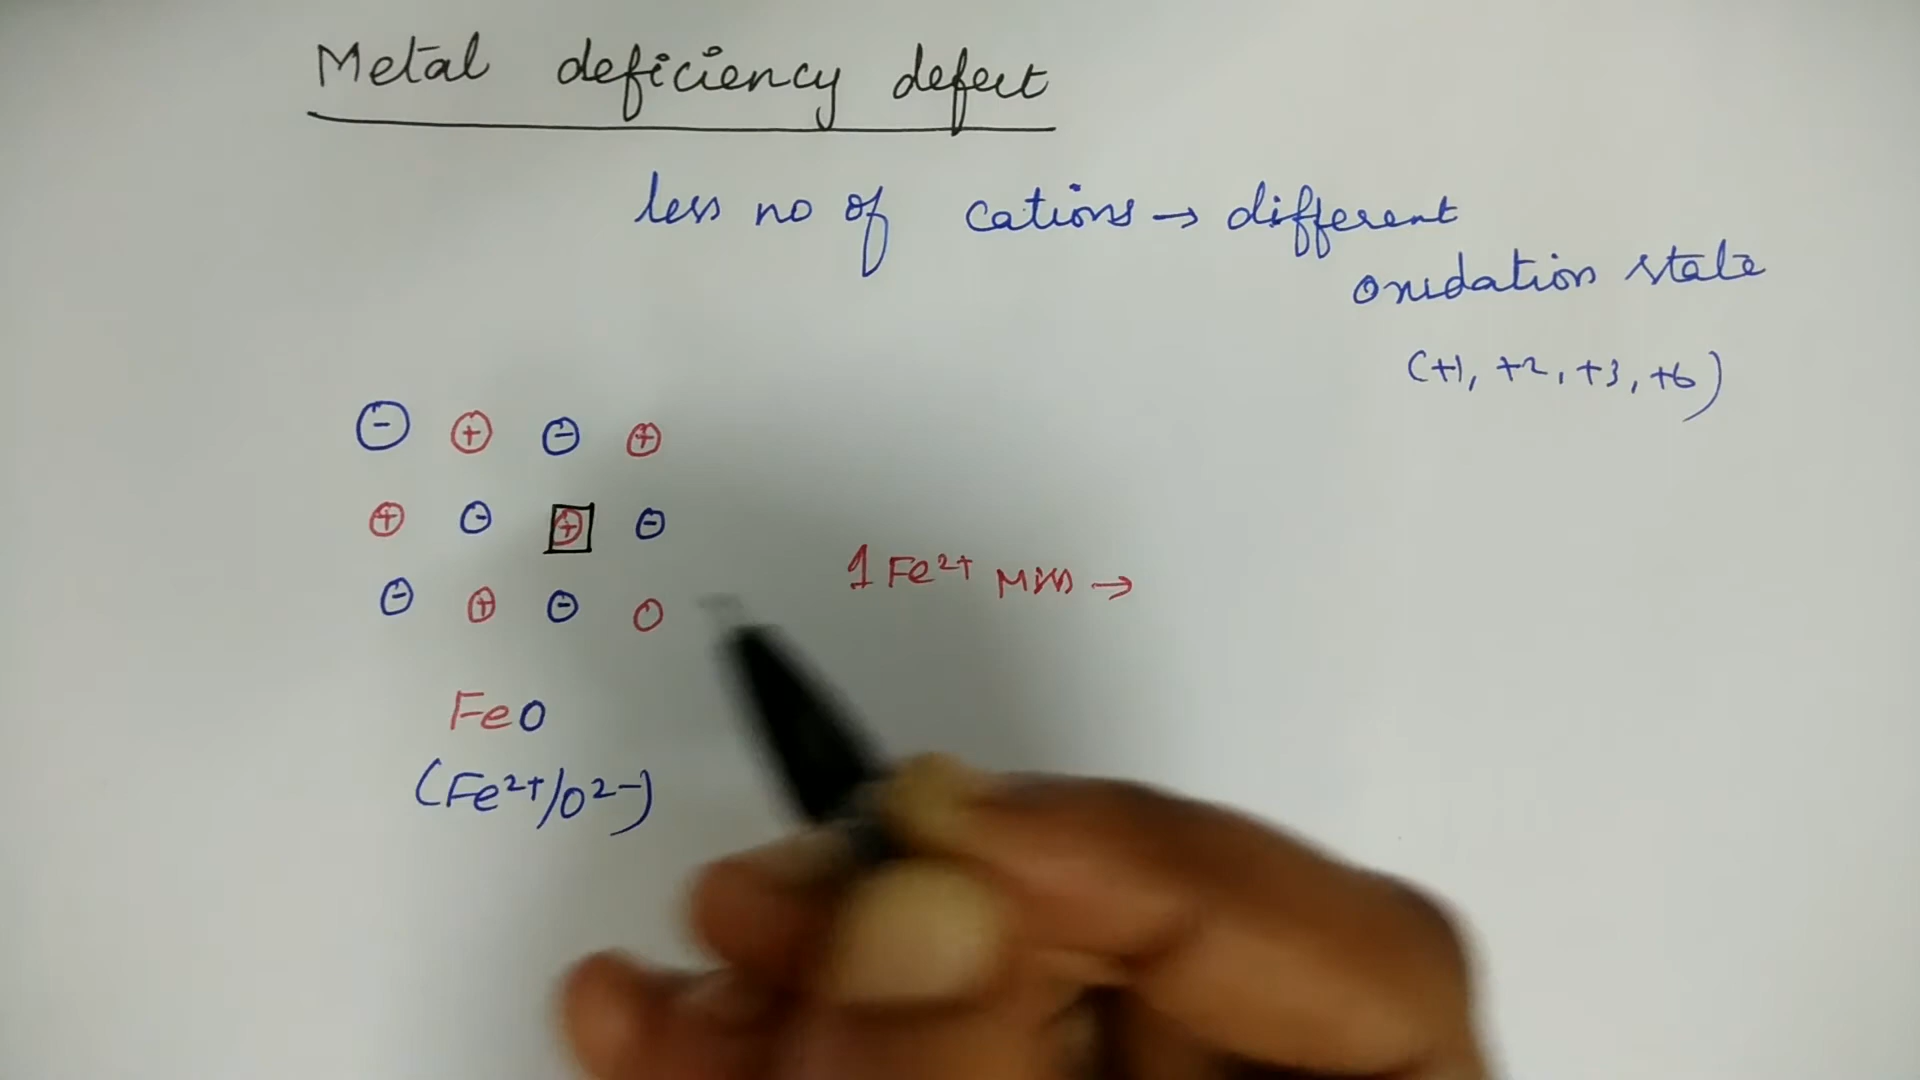 Metal deficiency defect
less no of cations → different
oxidation state
(+1, +2, +3, +6)
- + - +
+ - + -
- + -
1 Fe²⁺ miss →
FeO
(Fe²⁺/O²⁻)